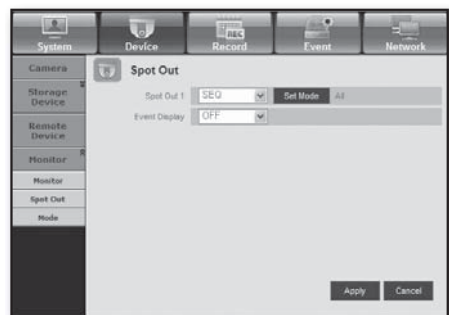 System Device Record Event Network
REC
Camera
Spot Out
Storage
Device
Spot Out 1 SEQ Set Mode All
Remote
Device
Event Display OFF
Monitor
Monitor
Spot Out
Mode
Apply Cancel